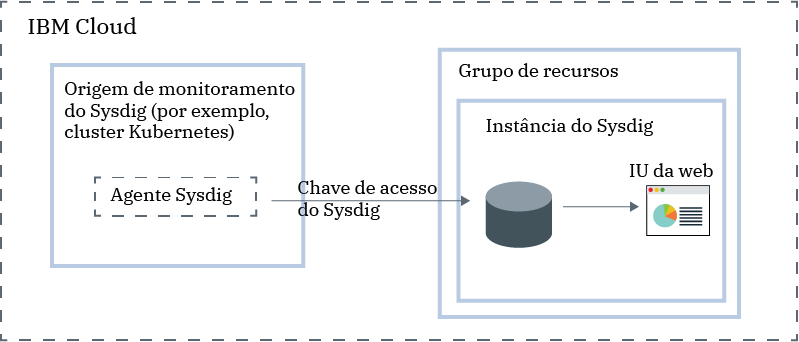 IBM Cloud
Origem de monitoramento
do Sysdig (por exemplo,
cluster Kubernetes)
Agente Sysdig
Chave de acesso
do Sysdig
Grupo de recursos
Instância do Sysdig
IU da web